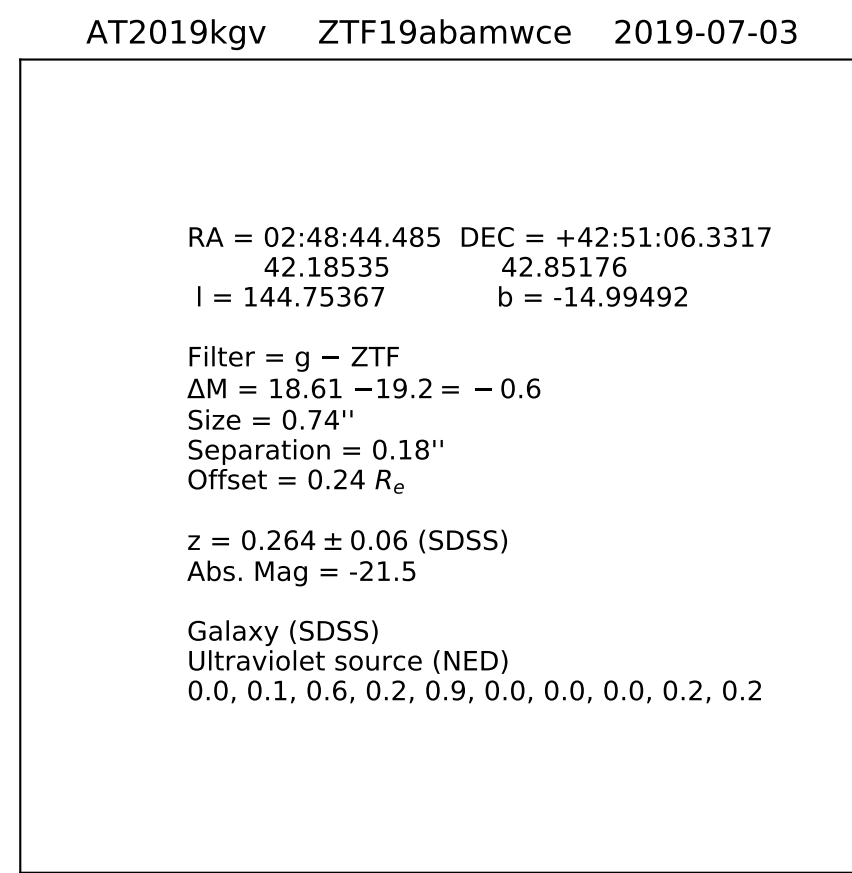 AT2019kgv ZTF19abamwce 2019-07-03
RA = 02:48:44.485 DEC = +42:51:06.3317
42.18535 42.85176
l = 144.75367 b = -14.99492
Filter = g − ZTF
ΔM = 18.61 −19.2 = −0.6
Size = 0.74''
Separation = 0.18''
Offset = 0.24 Re
z = 0.264 ± 0.06 (SDSS)
Abs. Mag = -21.5
Galaxy (SDSS)
Ultraviolet source (NED)
0.0, 0.1, 0.6, 0.2, 0.9, 0.0, 0.0, 0.0, 0.2, 0.2